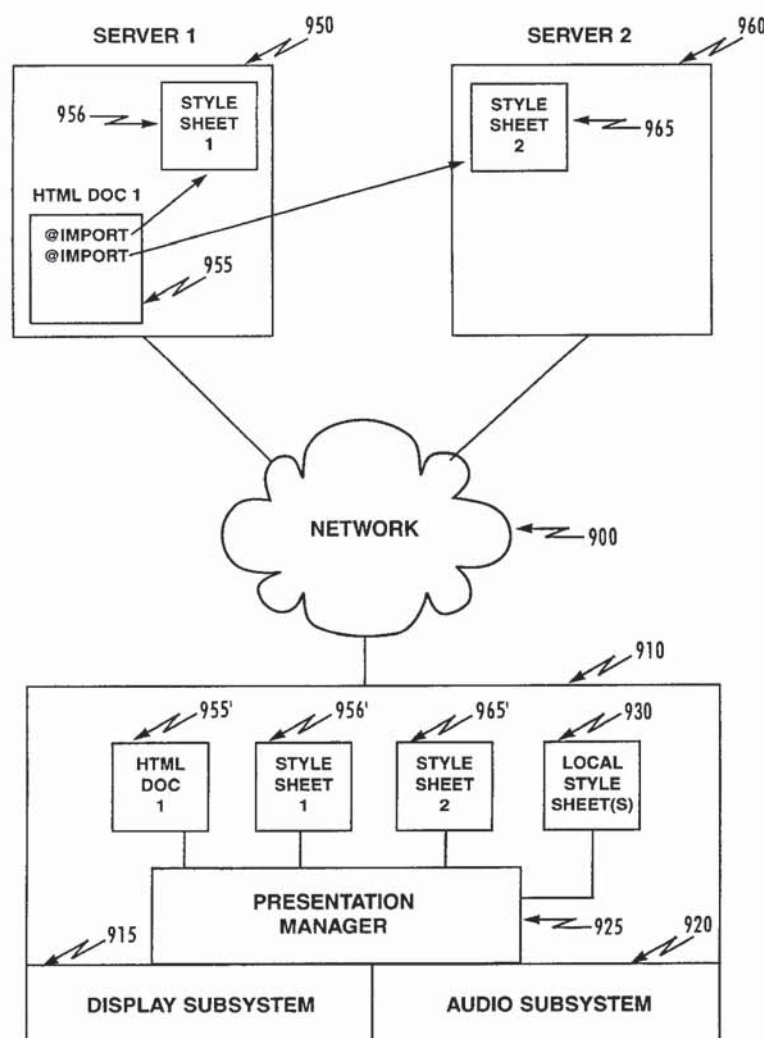 SERVER 1
950
SERVER 2
960
956
STYLE
SHEET
1
STYLE
SHEET
2
965
HTML DOC 1
@IMPORT
@IMPORT
955
NETWORK
900
910
955'
956'
965'
930
HTML
DOC
1
STYLE
SHEET
1
STYLE
SHEET
2
LOCAL
STYLE
SHEET(S)
PRESENTATION
MANAGER
925
915
920
DISPLAY SUBSYSTEM
AUDIO SUBSYSTEM